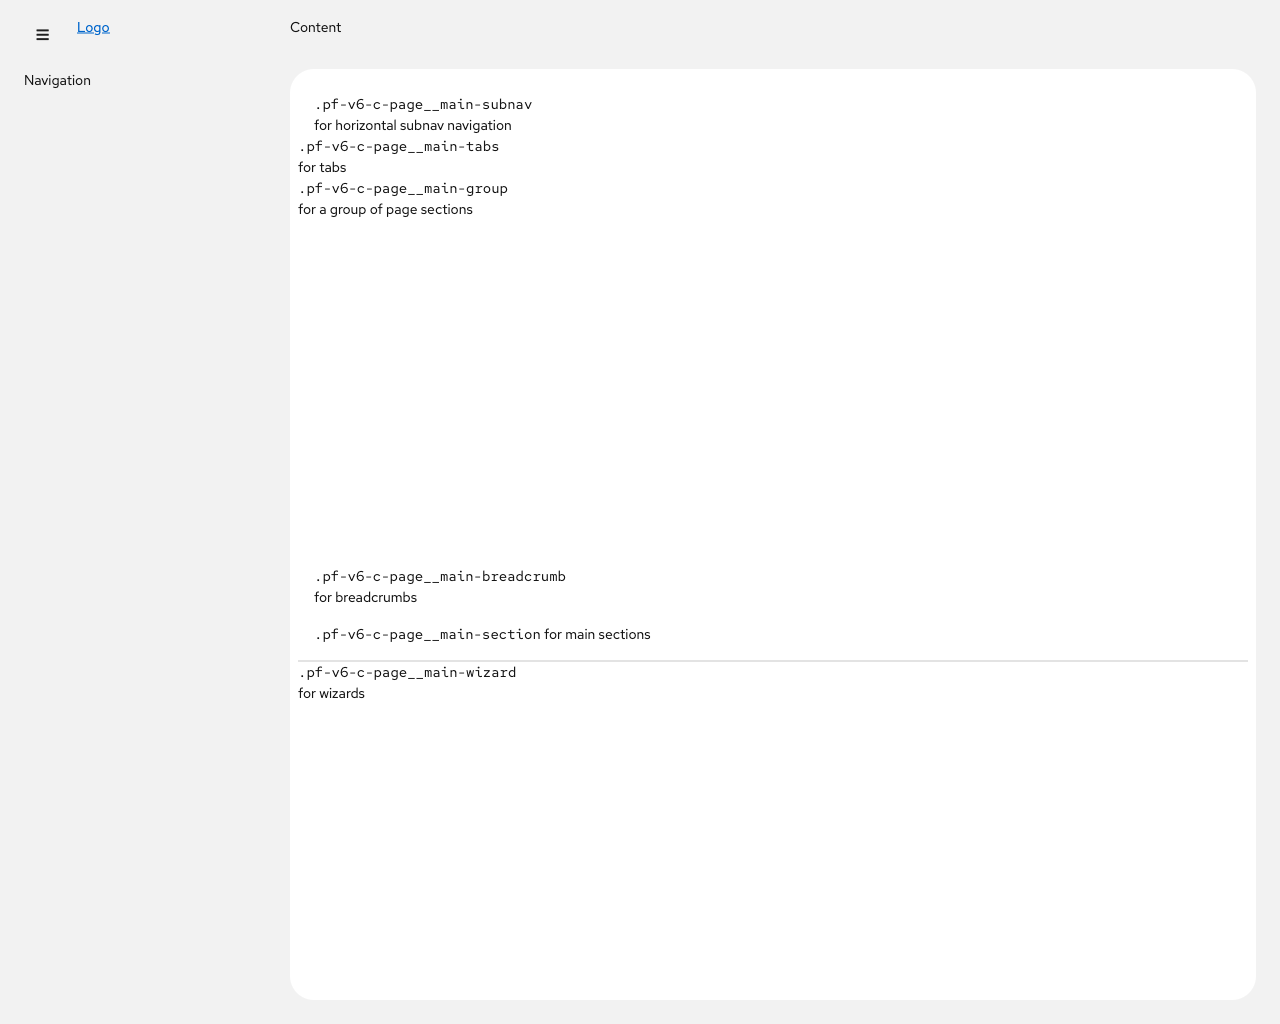 Logo
Content
Navigation
.pf-v6-c-page__main-subnav
for horizontal subnav navigation
.pf-v6-c-page__main-tabs
for tabs
.pf-v6-c-page__main-group
for a group of page sections
.pf-v6-c-page__main-breadcrumb
for breadcrumbs
.pf-v6-c-page__main-section for main sections
.pf-v6-c-page__main-wizard
for wizards